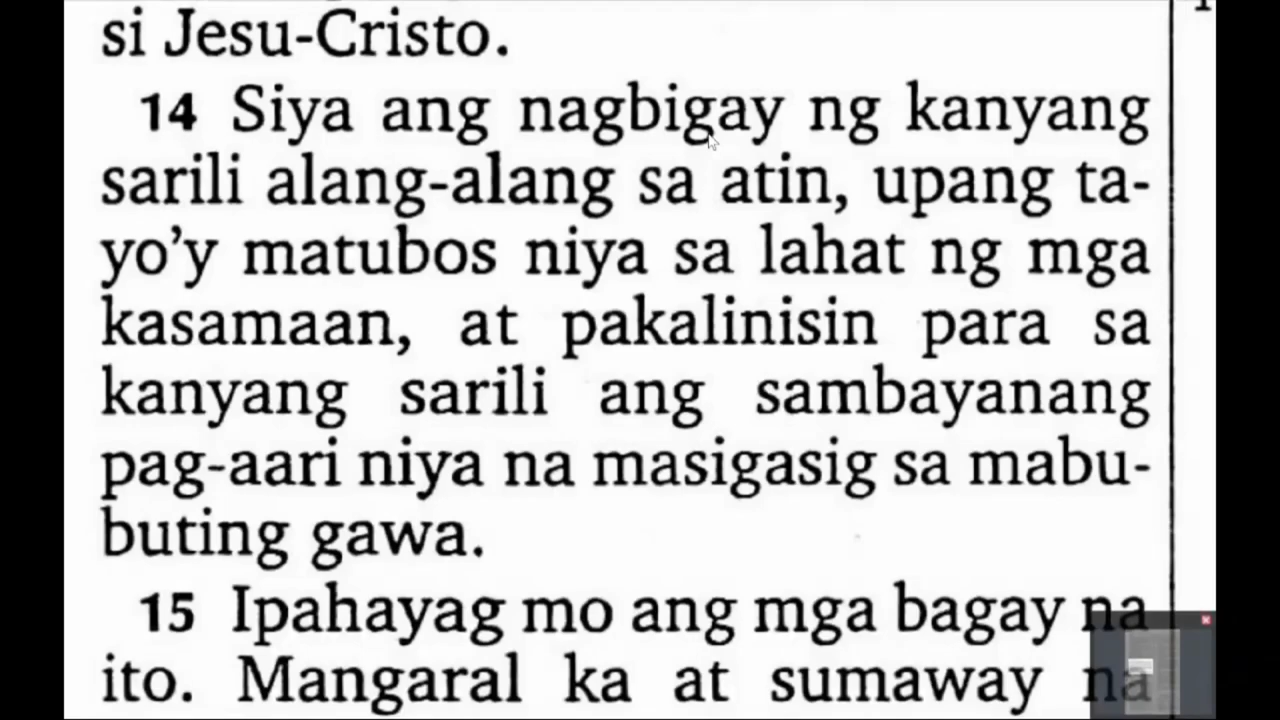 si Jesu-Cristo.
14 Siya ang nagbigay ng kanyang
sarili alang-alang sa atin, upang ta-
yo’y matubos niya sa lahat ng mga
kasamaan, at pakalinisin para sa
kanyang sarili ang sambayanang
pag-aari niya na masigasig sa mabu-
buting gawa.
15 Ipahayag mo ang mga bagay na
ito. Mangaral ka at sumaway na